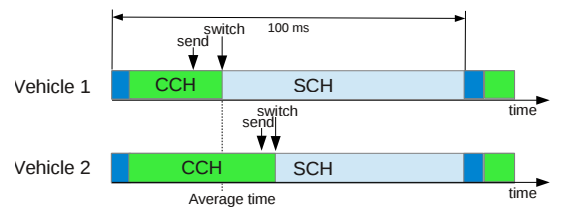 100 ms
send
switch
Vehicle 1
CCH
SCH
time
switch
send
Vehicle 2
CCH
SCH
time
Average time